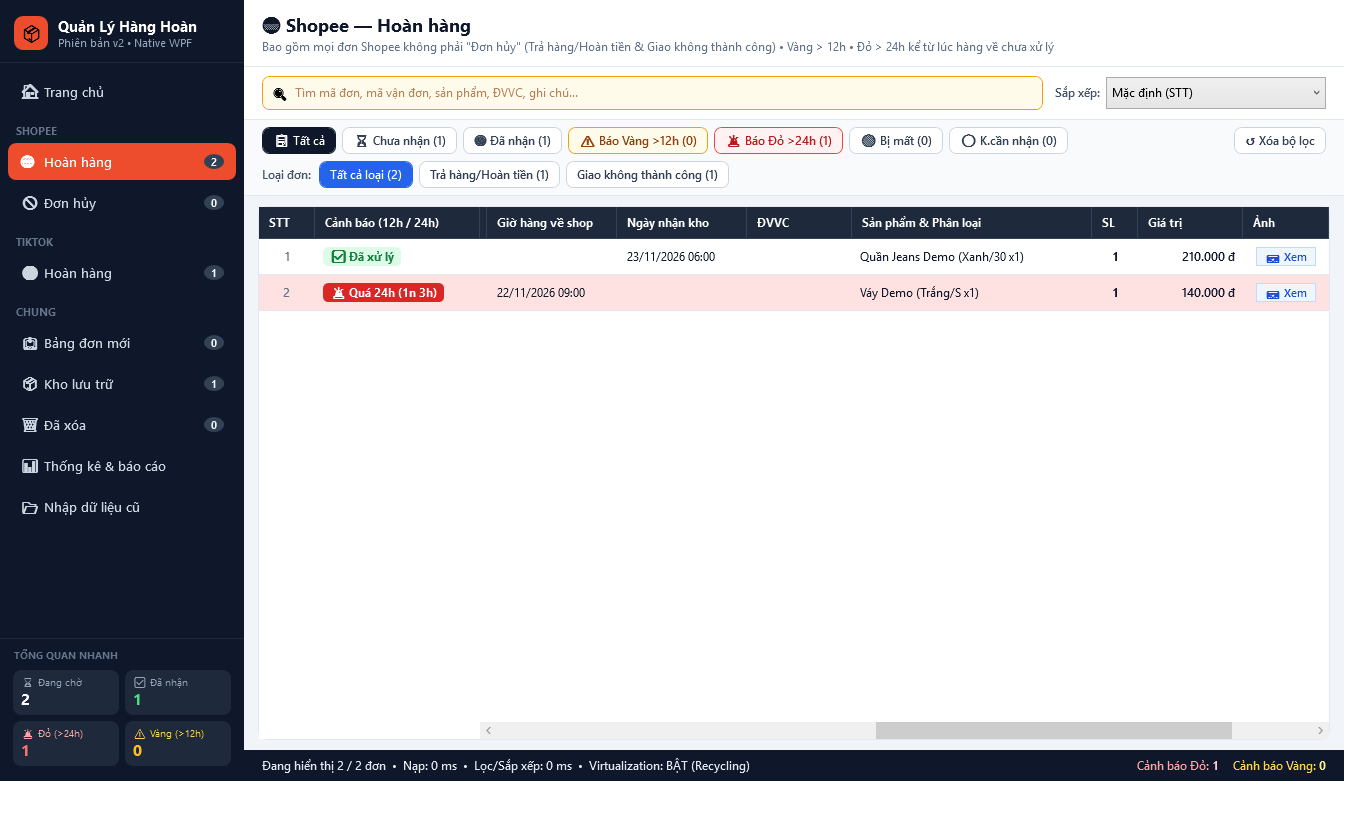 Quản Lý Hàng Hoàn
Phiên bản v2 • Native WPF
Trang chủ
SHOPEE
Hoàn hàng 2
Đơn hủy 0
TIKTOK
Hoàn hàng 1
CHUNG
Bảng đơn mới 0
Kho lưu trữ 1
Đã xóa 0
Thống kê & báo cáo
Nhập dữ liệu cũ
TỔNG QUAN NHANH
Đang chờ
2
Đã nhận
1
Đỏ (>24h)
1
Vàng (>12h)
0
Shopee — Hoàn hàng
Bao gồm mọi đơn Shopee không phải "Đơn hủy" (Trả hàng/Hoàn tiền & Giao không thành công) • Vàng > 12h • Đỏ > 24h kể từ lúc hàng về chưa xử lý
Tìm mã đơn, mã vận đơn, sản phẩm, ĐVVC, ghi chú...
Sắp xếp: Mặc định (STT)
Tất cả Chưa nhận (1) Đã nhận (1) Báo Vàng >12h (0) Báo Đỏ >24h (1) Bị mất (0) K.cần nhận (0) ↺ Xóa bộ lọc
Loại đơn: Tất cả loại (2) Trả hàng/Hoàn tiền (1) Giao không thành công (1)
STT Cảnh báo (12h / 24h) Giờ hàng về shop Ngày nhận kho ĐVVC Sản phẩm & Phân loại SL Giá trị Ảnh
1 Đã xử lý 23/11/2026 06:00 Quần Jeans Demo (Xanh/30 x1) 1 210.000 đ Xem
2 Quá 24h (1n 3h) 22/11/2026 09:00 Váy Demo (Trắng/S x1) 1 140.000 đ Xem
Đang hiển thị 2 / 2 đơn • Nạp: 0 ms • Lọc/Sắp xếp: 0 ms • Virtualization: BẬT (Recycling) Cảnh báo Đỏ: 1 Cảnh báo Vàng: 0